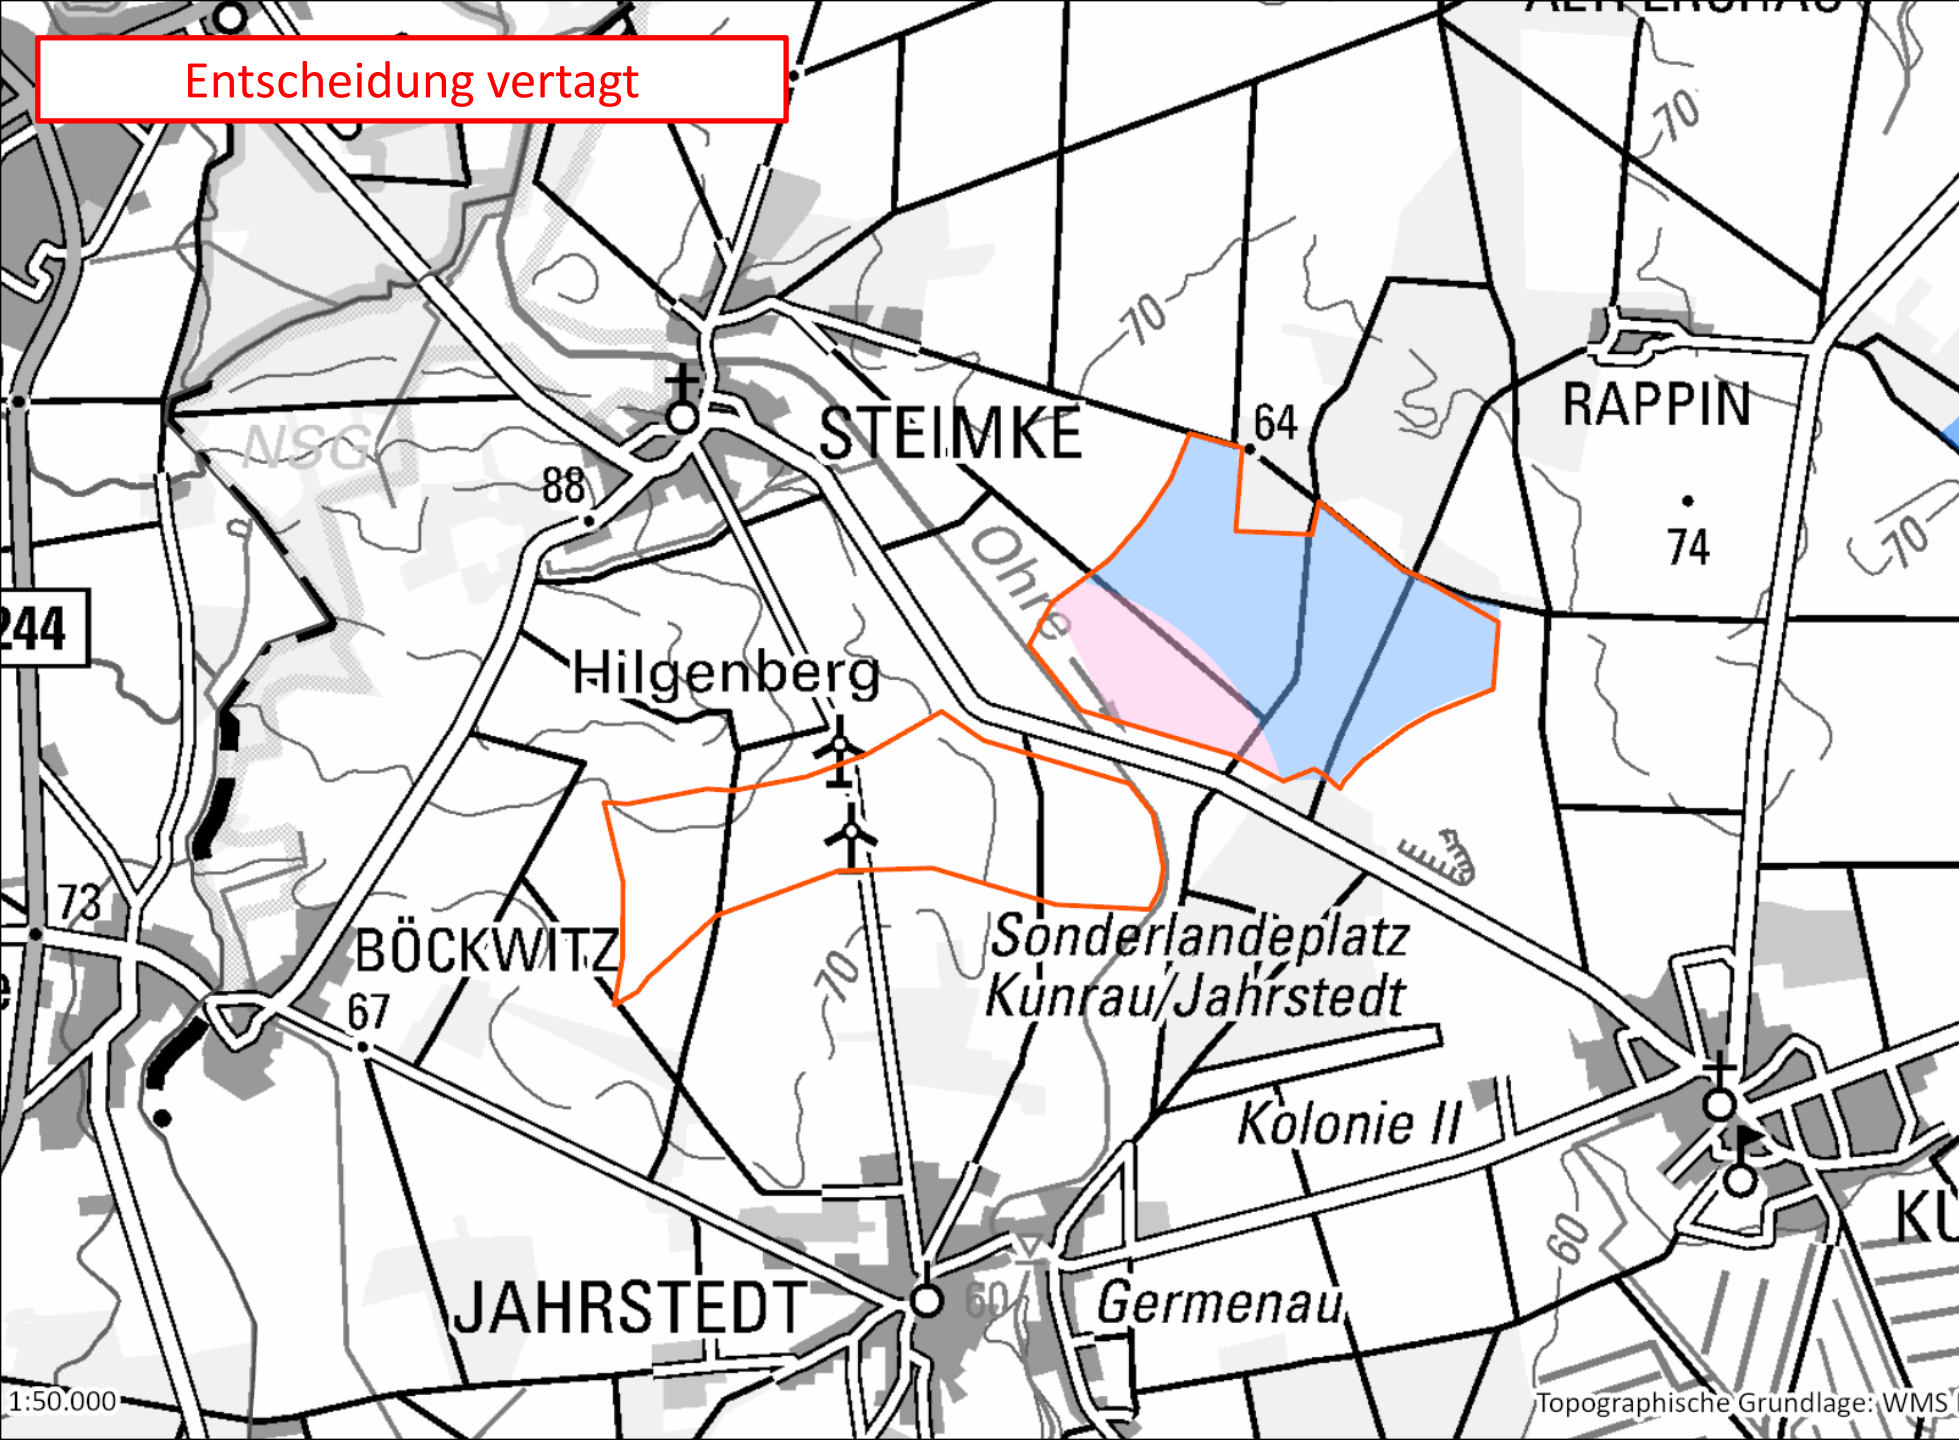 Entscheidung vertagt
70
70
64
STEIMKE
RAPPIN
NSG
88
74
70
Ohre
244
Hilgenberg
73
BÖCKWITZ
67
70
Sonderlandeplatz
Kunrau/Jahrstedt
Kolonie II
60
JAHRSTEDT
60
Germenau
1:50.000
Topographische Grundlage: WMS